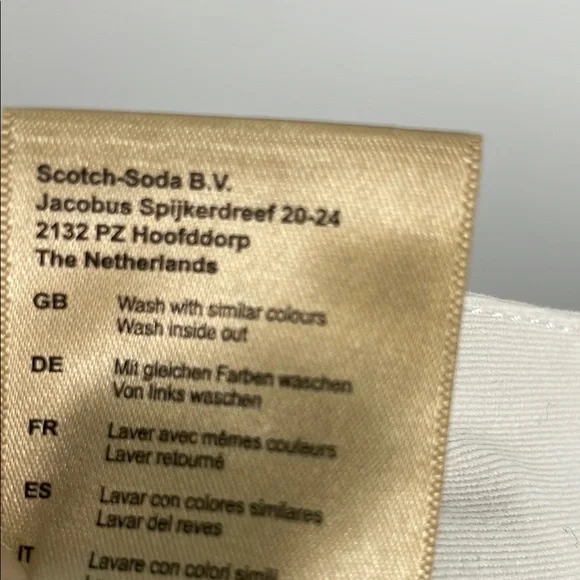 Scotch-Soda B.V.
Jacobus Spijkerdreef 20-24
2132 PZ Hoofddorp
The Netherlands
GB Wash with similar colours
Wash inside out
DE Mit gleichen Farben waschen
Von links waschen
FR Laver avec mêmes couleurs
Laver retourné
ES Lavar con colores similares
Lavar del reves
IT Lavare con colori simili